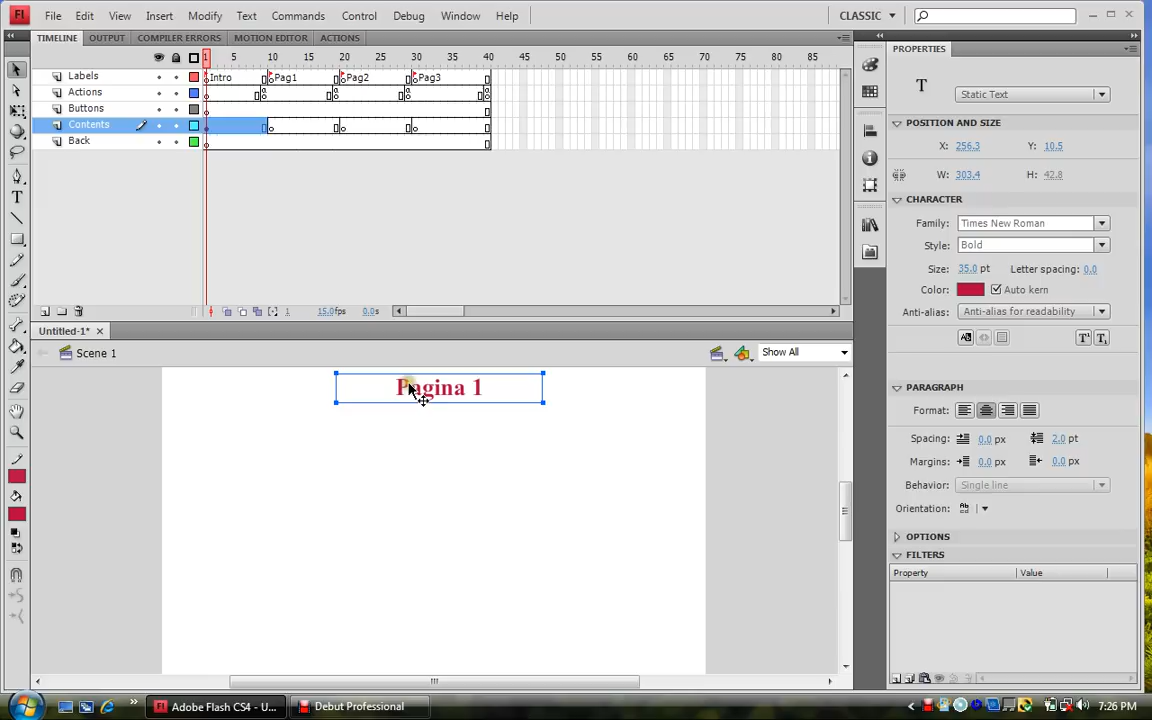 Fl File Edit View Insert Modify Text Commands Control Debug Window Help CLASSIC
TIMELINE OUTPUT COMPILER ERRORS MOTION EDITOR ACTIONS
PROPERTIES
1 5 10 15 20 25 30 35 40 45 50 55 60 65 70 75 80 85
Labels Intro Pag1 Pag2 Pag3
Actions
Buttons
Contents
Back
T Static Text
POSITION AND SIZE
X: 256.3 Y: 10.5
W: 303.4 H: 42.8
CHARACTER
Family: Times New Roman
Style: Bold
Size: 35.0 pt Letter spacing: 0.0
Color: Auto kern
Anti-alias: Anti-alias for readability
1 15.0fps 0.0s
Untitled-1*
Scene 1 Show All
Pagina 1
PARAGRAPH
Format:
Spacing: 0.0 px 2.0 pt
Margins: 0.0 px 0.0 px
Behavior: Single line
Orientation:
OPTIONS
FILTERS
Property Value
Fl Adobe Flash CS4 - U... Debut Professional 7:26 PM